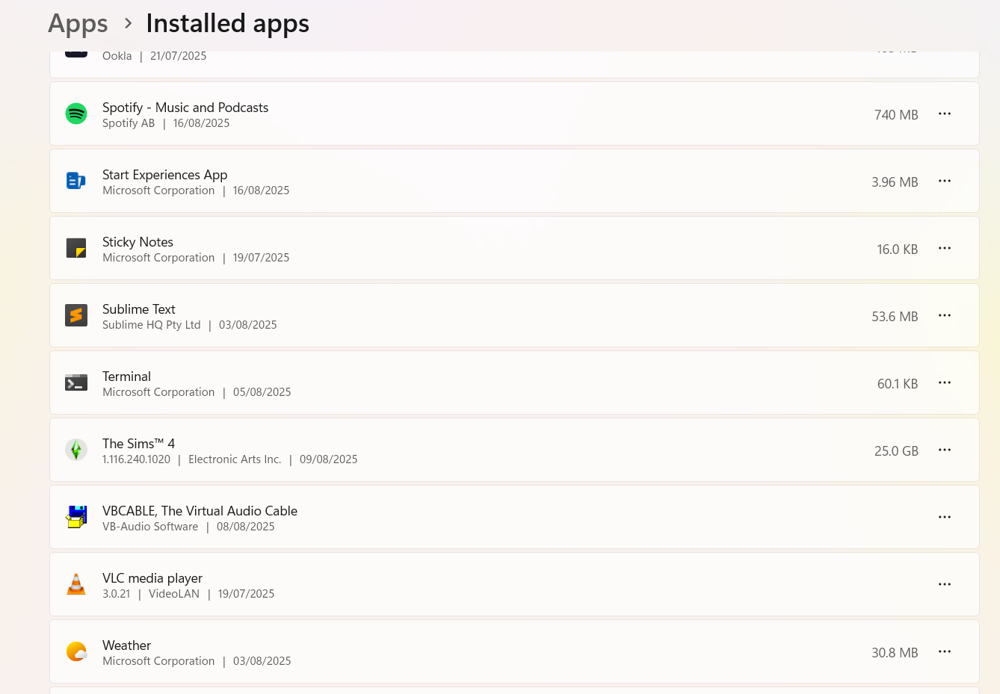 Apps > Installed apps
Ookla | 21/07/2025
Spotify - Music and Podcasts
Spotify AB | 16/08/2025
740 MB
Start Experiences App
Microsoft Corporation | 16/08/2025
3.96 MB
Sticky Notes
Microsoft Corporation | 19/07/2025
16.0 KB
Sublime Text
Sublime HQ Pty Ltd | 03/08/2025
53.6 MB
Terminal
Microsoft Corporation | 05/08/2025
60.1 KB
The Sims™ 4
1.116.240.1020 | Electronic Arts Inc. | 09/08/2025
25.0 GB
VBCABLE, The Virtual Audio Cable
VB-Audio Software | 08/08/2025
VLC media player
3.0.21 | VideoLAN | 19/07/2025
Weather
Microsoft Corporation | 03/08/2025
30.8 MB